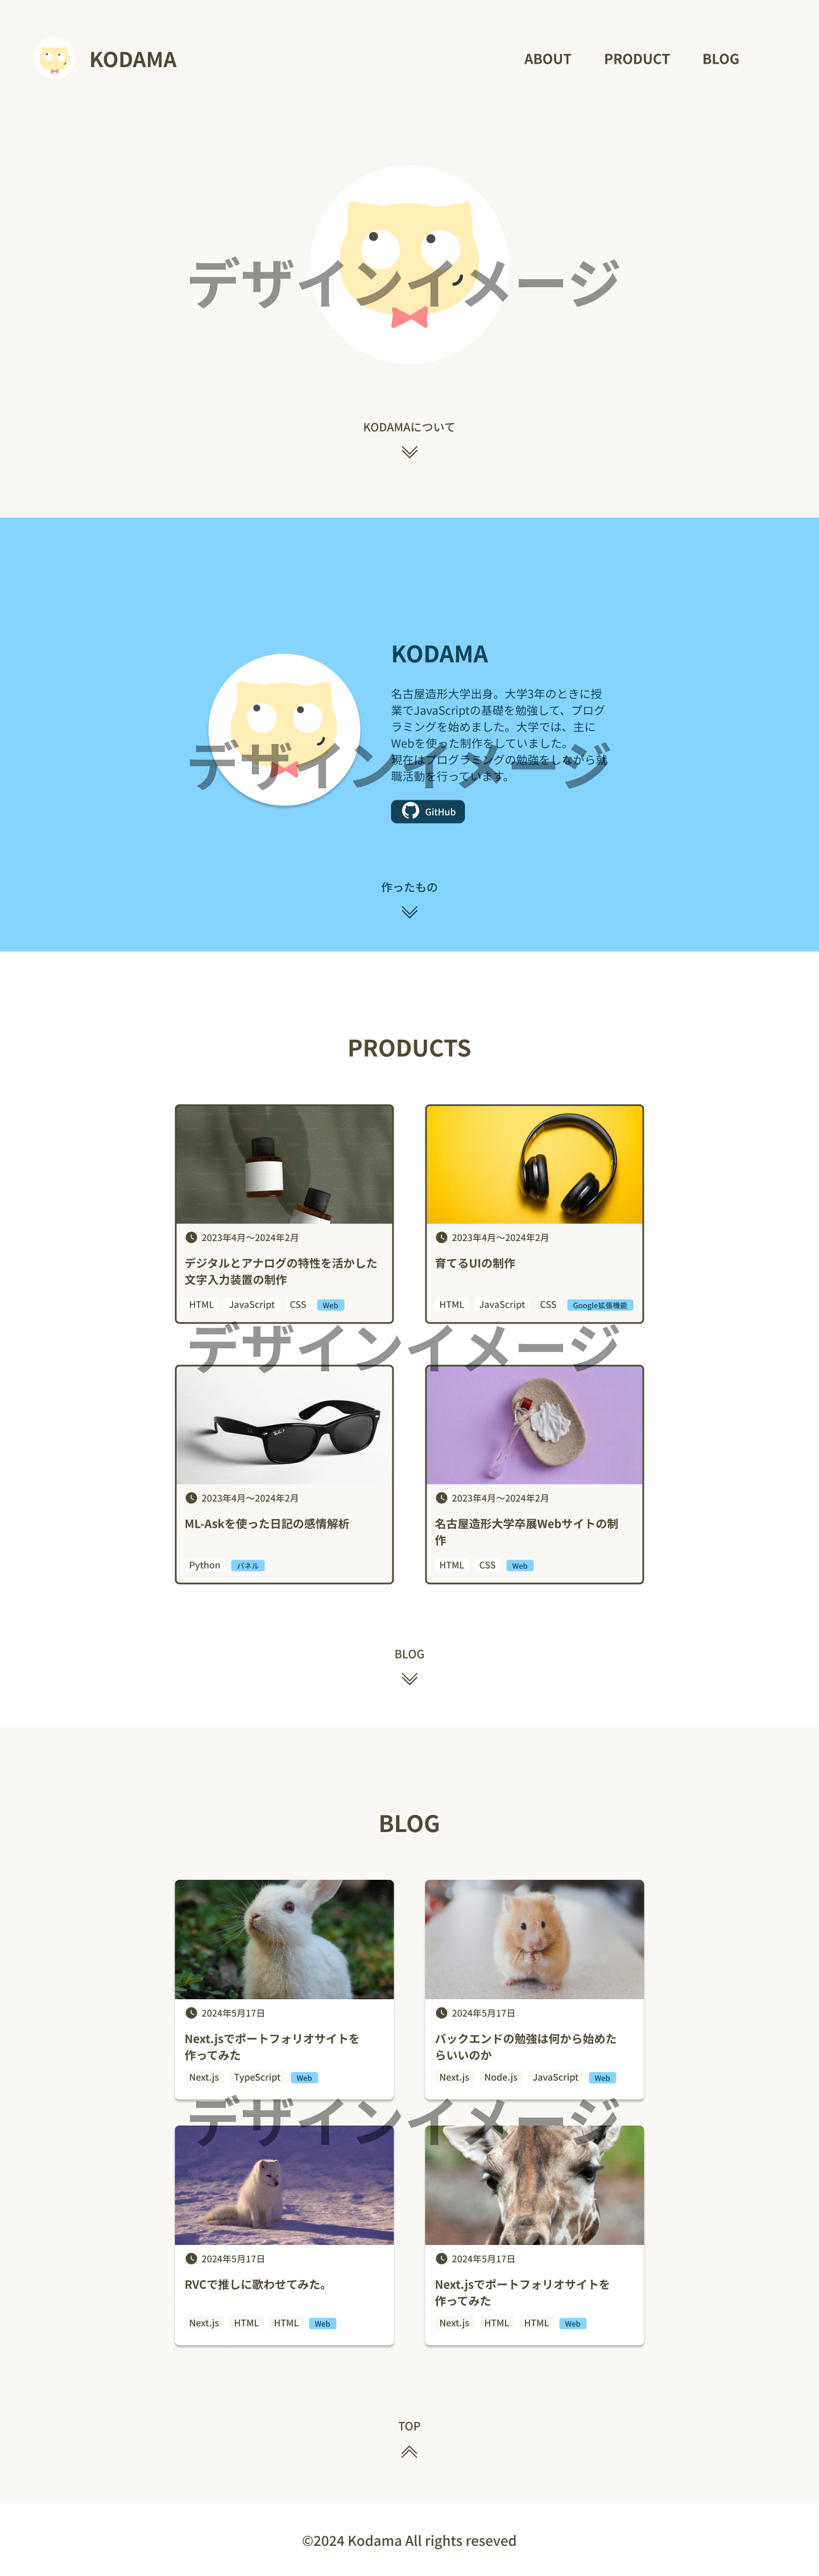 KODAMA
ABOUT
PRODUCT
BLOG
デザインイメージ
KODAMAについて
KODAMA
名古屋造形大学出身。大学3年のときに授
業でJavaScriptの基礎を勉強して、プログ
ラミングを始めました。大学では、主に
Webを使った制作をしていました。
現在はプログラミングの勉強をしながら就
職活動を行っています。
デザインイメージ
GitHub
作ったもの
PRODUCTS
2023年4月〜2024年2月
デジタルとアナログの特性を活かした
文字入力装置の制作
HTML JavaScript CSS Web
2023年4月〜2024年2月
育てるUIの制作
HTML JavaScript CSS Google拡張機能
デザインイメージ
2023年4月〜2024年2月
ML-Askを使った日記の感情解析
Python パネル
2023年4月〜2024年2月
名古屋造形大学卒展Webサイトの制
作
HTML CSS Web
BLOG
BLOG
2024年5月17日
Next.jsでポートフォリオサイトを
作ってみた
Next.js TypeScript Web
2024年5月17日
バックエンドの勉強は何から始めた
らいいのか
Next.js Node.js JavaScript Web
デザインイメージ
2024年5月17日
RVCで推しに歌わせてみた。
Next.js HTML HTML Web
2024年5月17日
Next.jsでポートフォリオサイトを
作ってみた
Next.js HTML HTML Web
TOP
©2024 Kodama All rights reseved